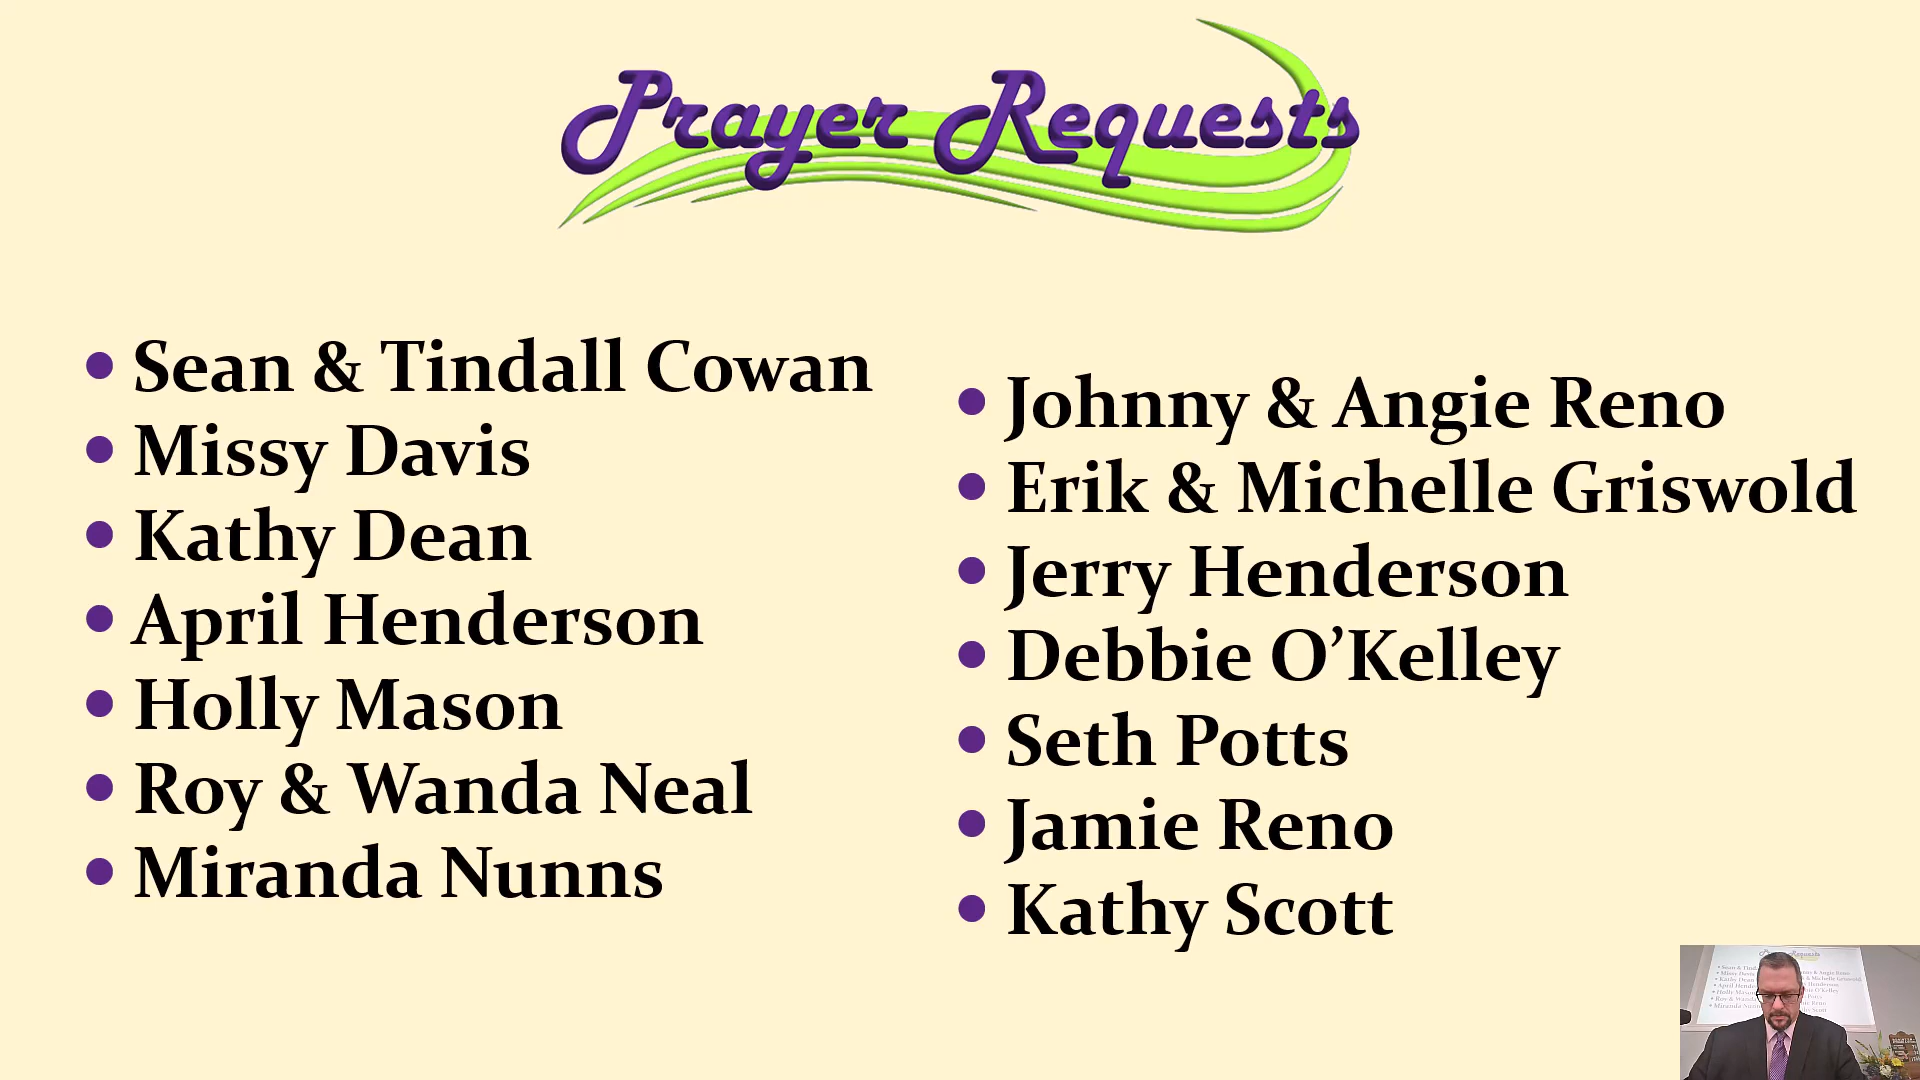 Prayer Requests
• Sean & Tindall Cowan
• Missy Davis
• Kathy Dean
• April Henderson
• Holly Mason
• Roy & Wanda Neal
• Miranda Nunns
• Johnny & Angie Reno
• Erik & Michelle Griswold
• Jerry Henderson
• Debbie O’Kelley
• Seth Potts
• Jamie Reno
• Kathy Scott